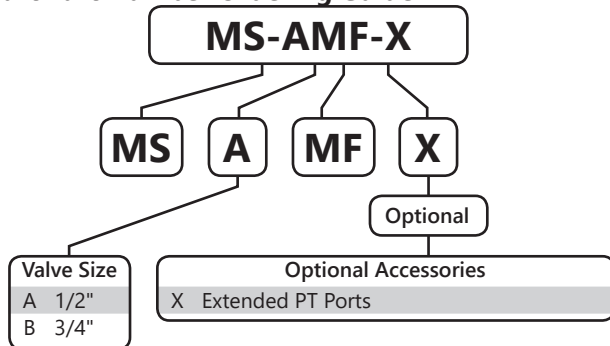 MS-AMF-X
MS A MF X
Optional
Valve Size
A 1/2"
B 3/4"
Optional Accessories
X Extended PT Ports